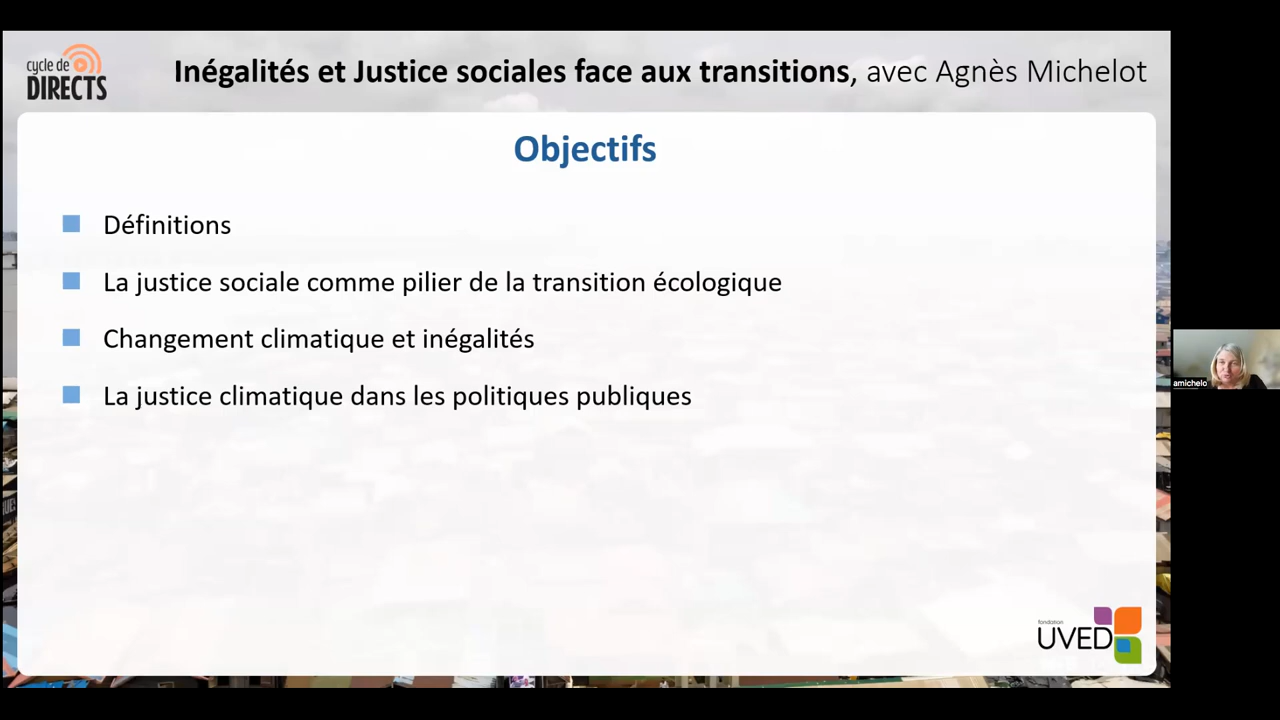 cycle de
DIRECTS
Inégalités et Justice sociales face aux transitions, avec Agnès Michelot
Objectifs
Définitions
La justice sociale comme pilier de la transition écologique
Changement climatique et inégalités
La justice climatique dans les politiques publiques
amichelo
fondation
UVED